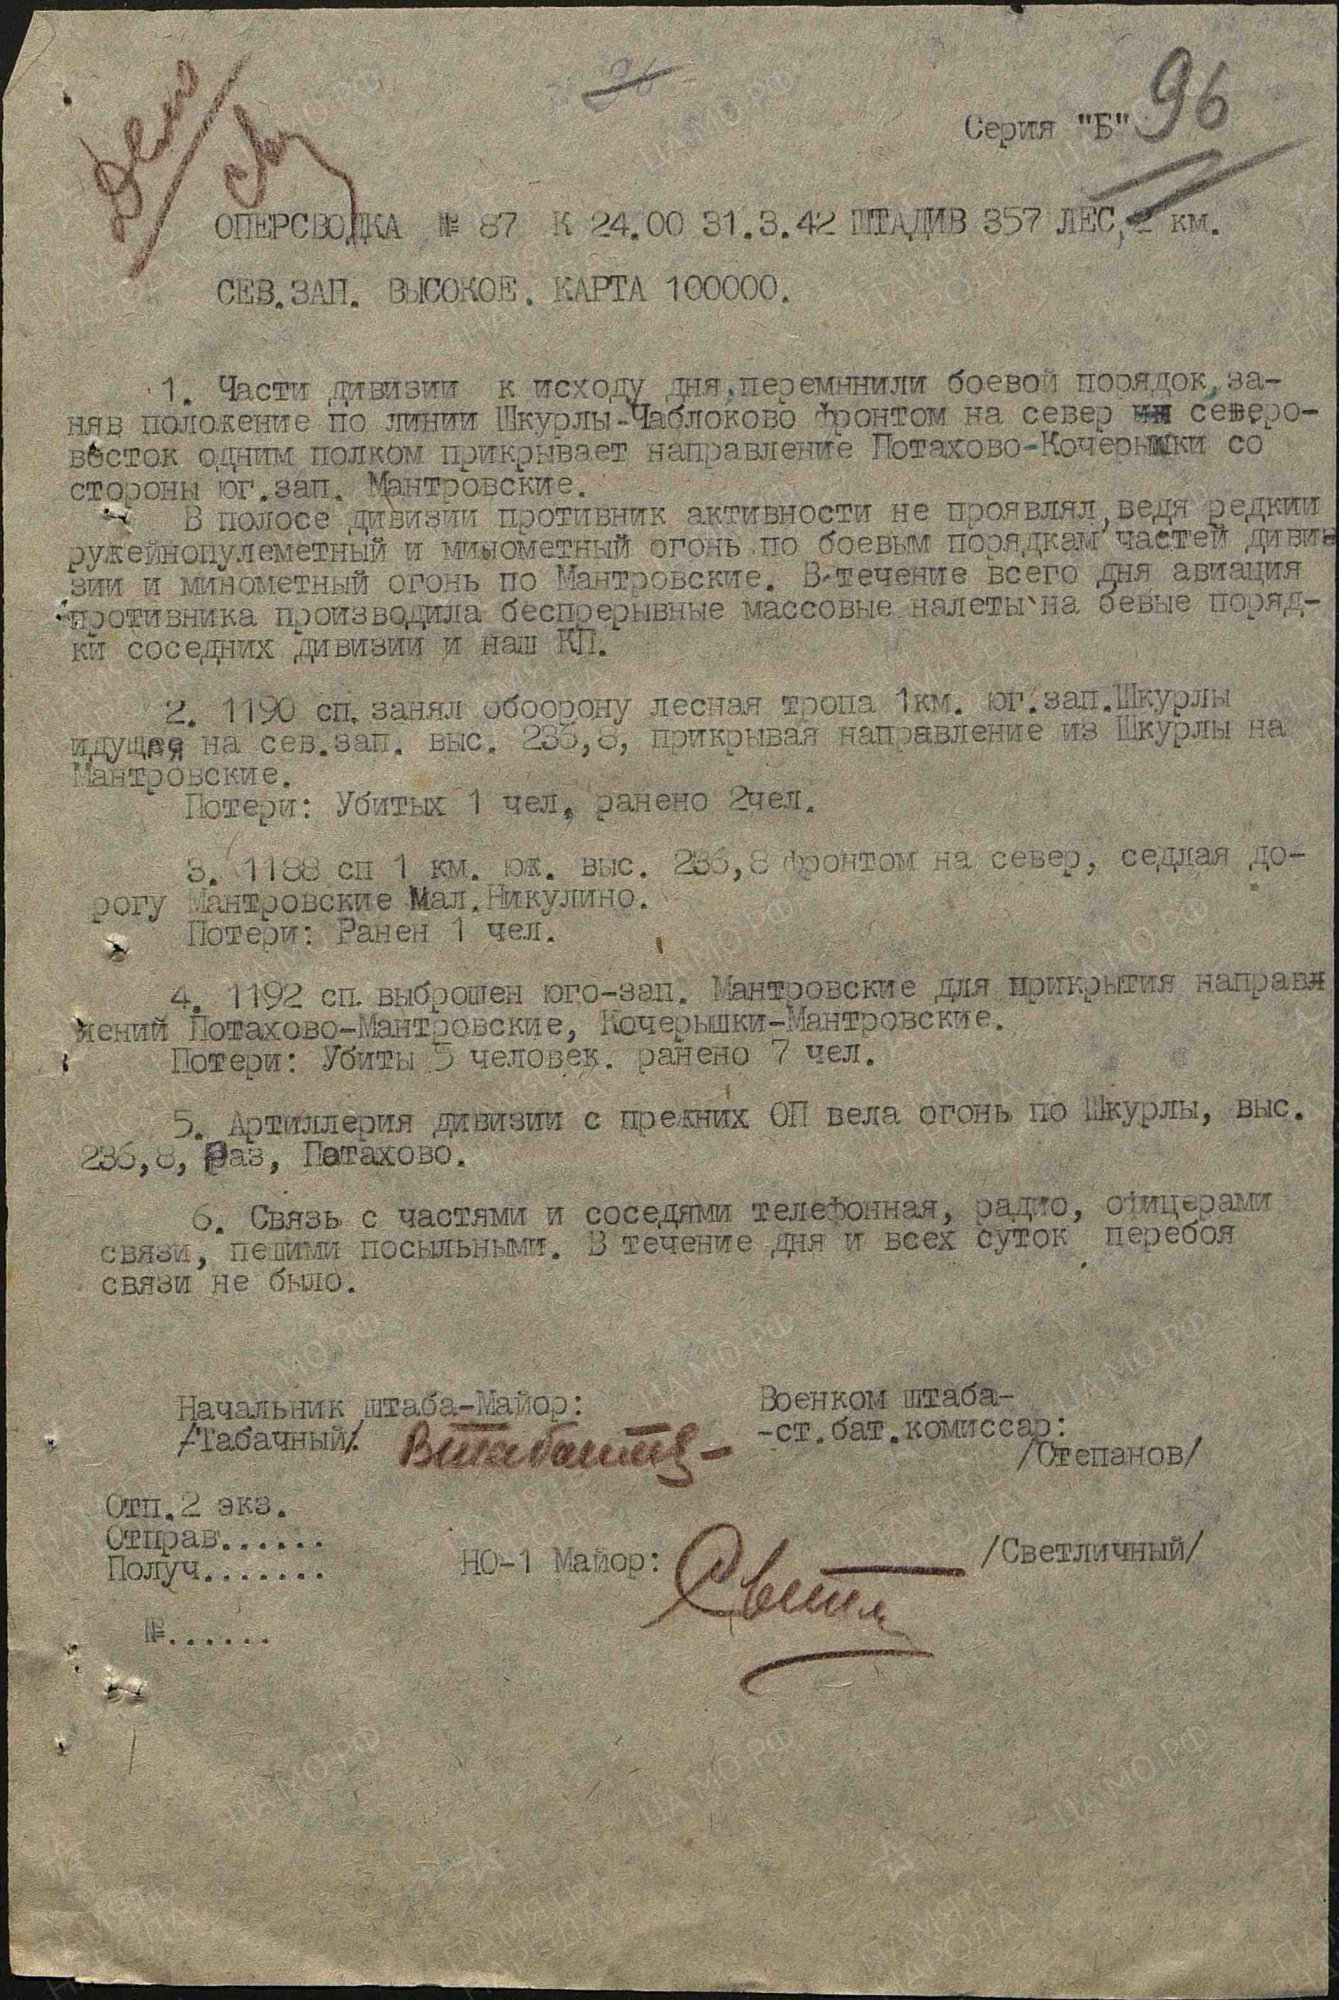 Дело
96
Серия "Б" 96
ОПЕРСВОДКА № 87 К 24.00 31.3.42 ШТАДИВ 357 ЛЕС, 2 км.
СЕВ.ЗАП. ВЫСОКОЕ. КАРТА 100000.
1. Части дивизии к исходу дня, перемннили боевой порядок, за-
няв положение по линии Шкурлы-Чаблоково фронтом на север и северо-
восток одним полком прикрывает направление Потахово-Кочерышки со
стороны юг.зап. Мантровские.
В полосе дивизии противник активности не проявлял, ведя редкий
ружейнопулеметный и минометный огонь по боевым порядкам частей диви-
зии и минометный огонь по Мантровские. В течение всего дня авиация
противника производила беспрерывные массовые налеты на бевые поряд-
ки соседних дивизии и наш КП.
2. 1190 сп. занял обоорону лесная тропа 1км. юг.зап.Шкурлы
идущая на сев.зап. выс. 236,8, прикрывая направление из Шкурлы на
Мантровские.
Потери: Убитых 1 чел, ранено 2чел.
3. 1188 сп 1 км. юж. выс. 236,8 фронтом на север, седлая до-
рогу Мантровские Мал.Никулино.
Потери: Ранен 1 чел.
4. 1192 сп. выброшен юго-зап. Мантровские для прикрытия направл
лений Потахово-Мантровские, Кочерышки-Мантровские.
Потери: Убиты 5 человек. ранено 7 чел.
5. Артиллерия дивизии с прежних ОП вела огонь по Шкурлы, выс.
236,8, Раз, Потахово.
6. Связь с частями и соседями телефонная, радио, офицерами
связи, пешими посыльными. В течение дня и всех суток перебоя
связи не было.
Начальник штаба-Майор: Военком штаба-
/Табачный/. -ст.бат.комиссар:
/Степанов/
Отп.2 экз.
Отправ......
Получ....... НО-1 Майор: /Светличный/
№......